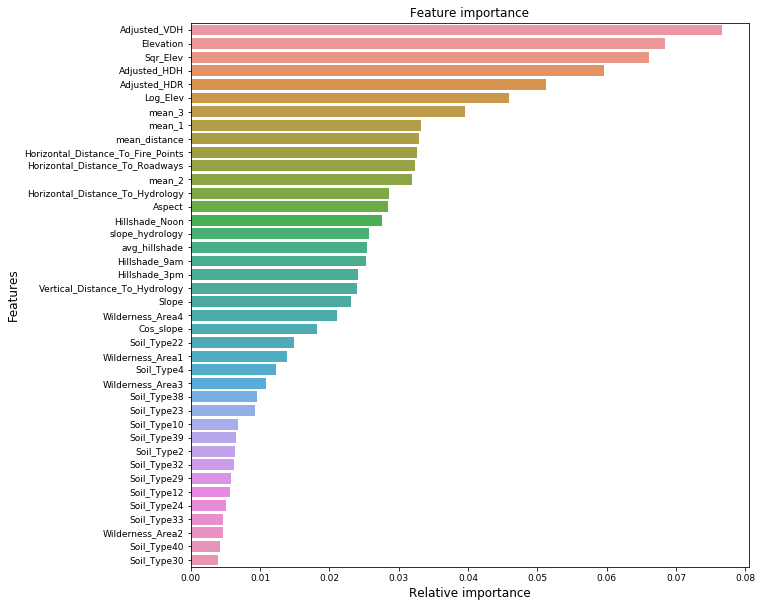 Feature importance
Features
Adjusted_VDH
Elevation
Sqr_Elev
Adjusted_HDH
Adjusted_HDR
Log_Elev
mean_3
mean_1
mean_distance
Horizontal_Distance_To_Fire_Points
Horizontal_Distance_To_Roadways
mean_2
Horizontal_Distance_To_Hydrology
Aspect
Hillshade_Noon
slope_hydrology
avg_hillshade
Hillshade_9am
Hillshade_3pm
Vertical_Distance_To_Hydrology
Slope
Wilderness_Area4
Cos_slope
Soil_Type22
Wilderness_Area1
Soil_Type4
Wilderness_Area3
Soil_Type38
Soil_Type23
Soil_Type10
Soil_Type39
Soil_Type2
Soil_Type32
Soil_Type29
Soil_Type12
Soil_Type24
Soil_Type33
Wilderness_Area2
Soil_Type40
Soil_Type30
0.00 0.01 0.02 0.03 0.04 0.05 0.06 0.07 0.08
Relative importance